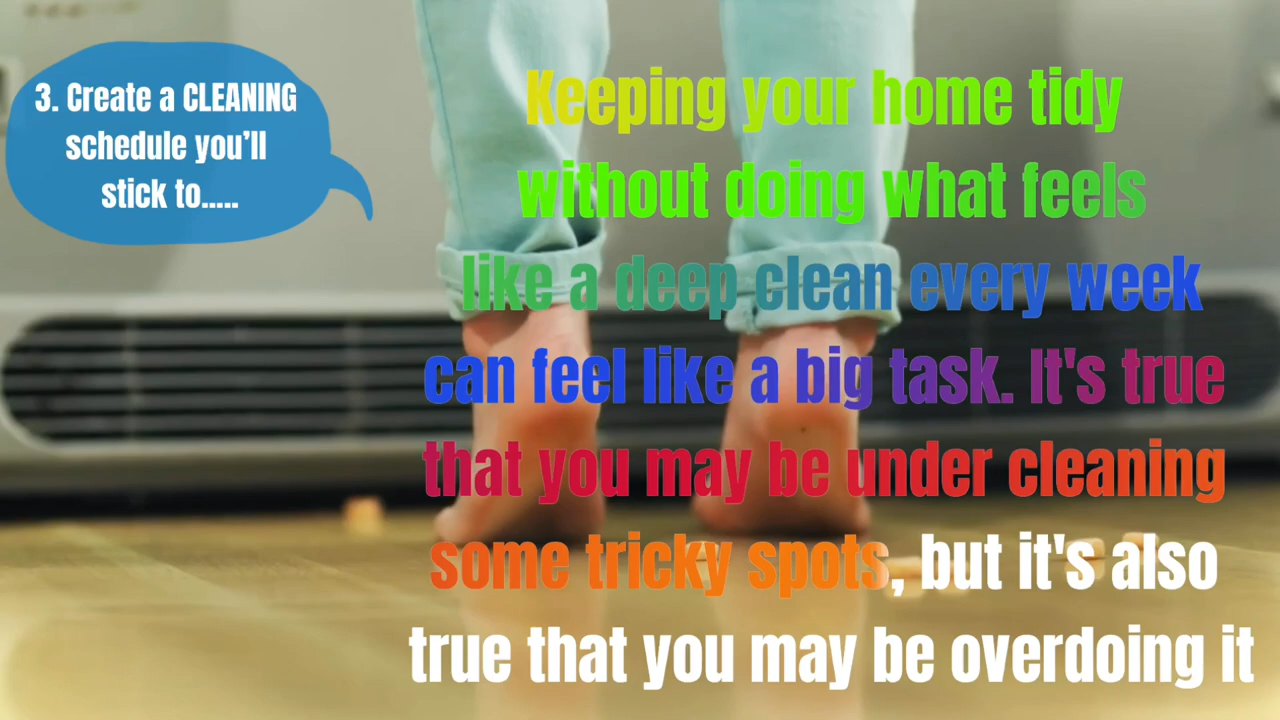 3. Create a CLEANING
schedule you'll
stick to.....
Keeping your home tidy
without doing what feels
like a deep clean every week
can feel like a big task. It's true
that you may be under cleaning
some tricky spots, but it's also
true that you may be overdoing it